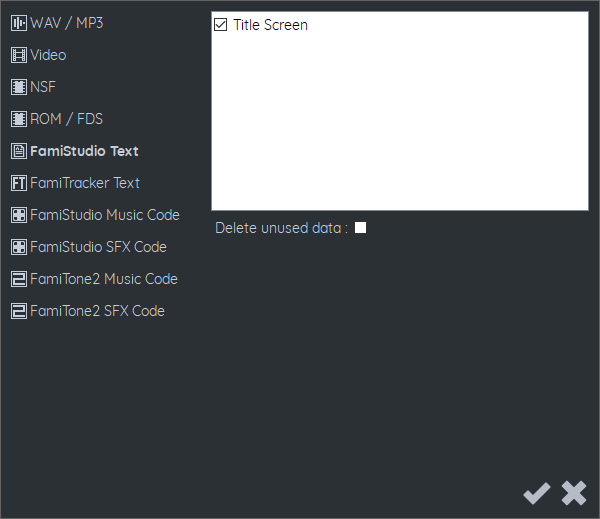 WAV / MP3
Video
NSF
ROM / FDS
FamiStudio Text
FT FamiTracker Text
FamiStudio Music Code
FamiStudio SFX Code
FamiTone2 Music Code
FamiTone2 SFX Code
Title Screen
Delete unused data :